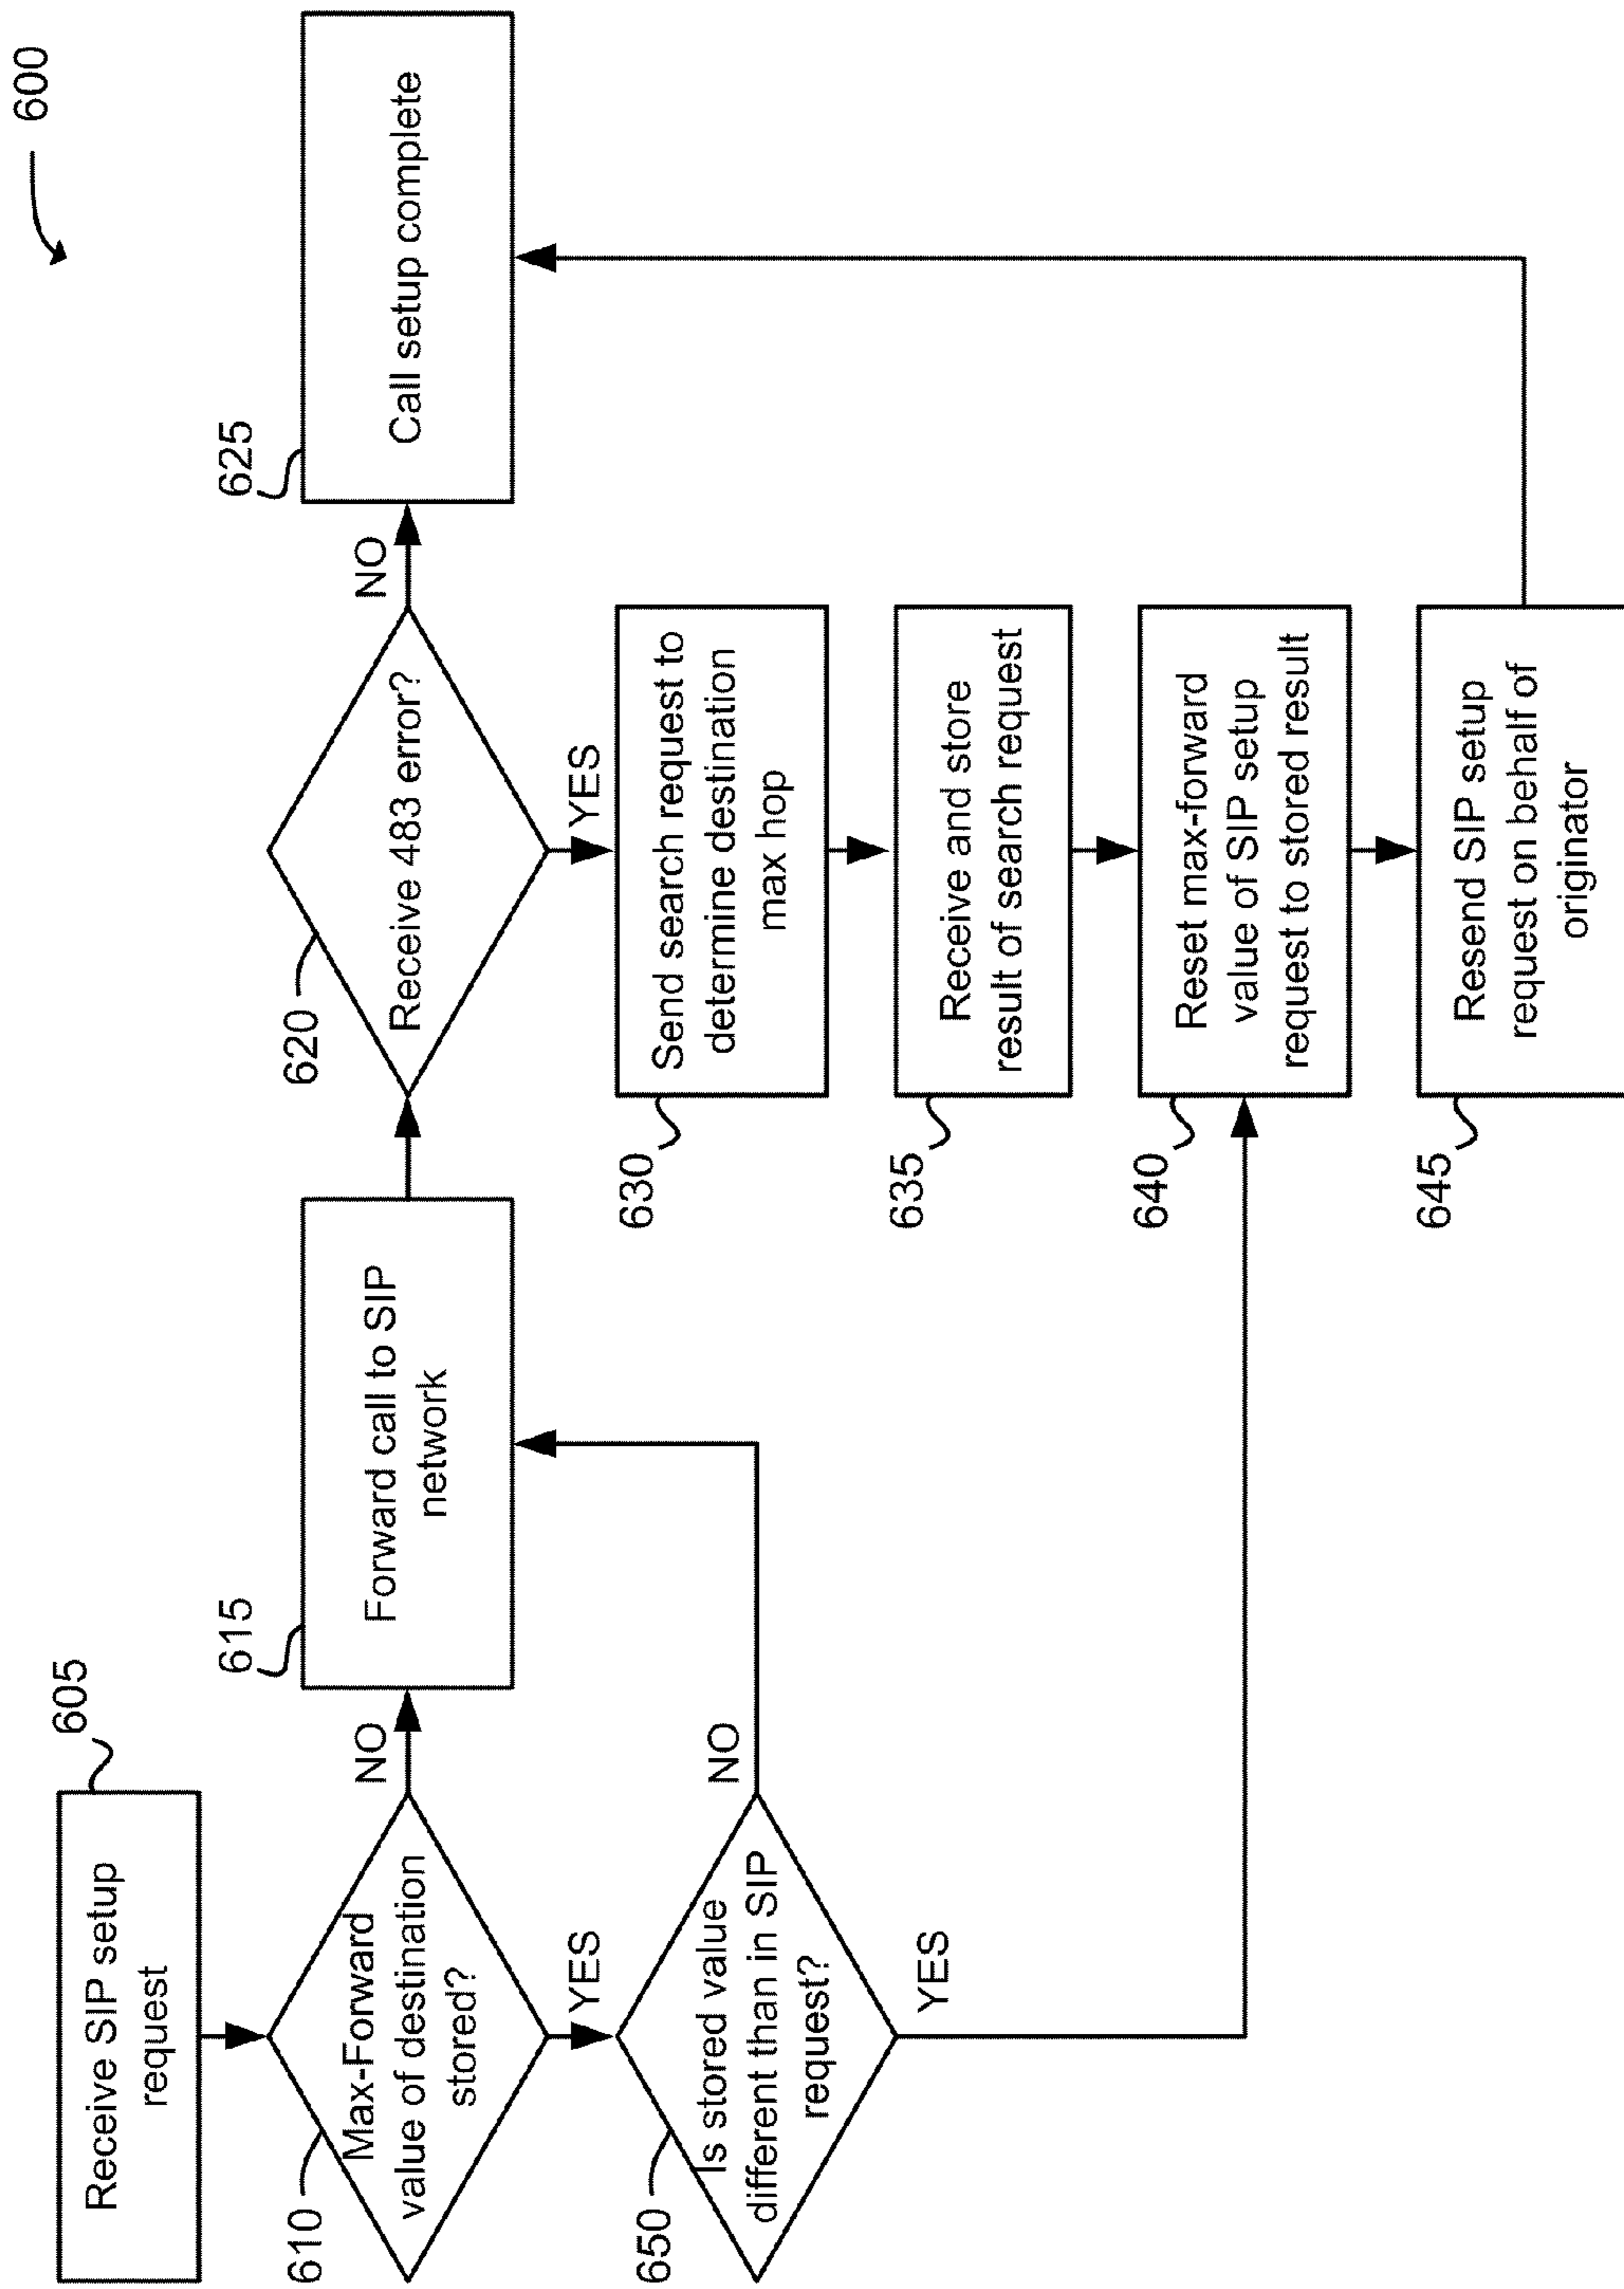 600
605
Receive SIP setup
request
610
Max-Forward
value of destination
stored?
NO
YES
615
Forward call to SIP
network
620
Receive 483 error?
NO
YES
625
Call setup complete
630
Send search request to
determine destination
max hop
635
Receive and store
result of search request
640
Reset max-forward
value of SIP setup
request to stored result
645
Resend SIP setup
request on behalf of
originator
650
Is stored value
different than in SIP
request?
NO
YES